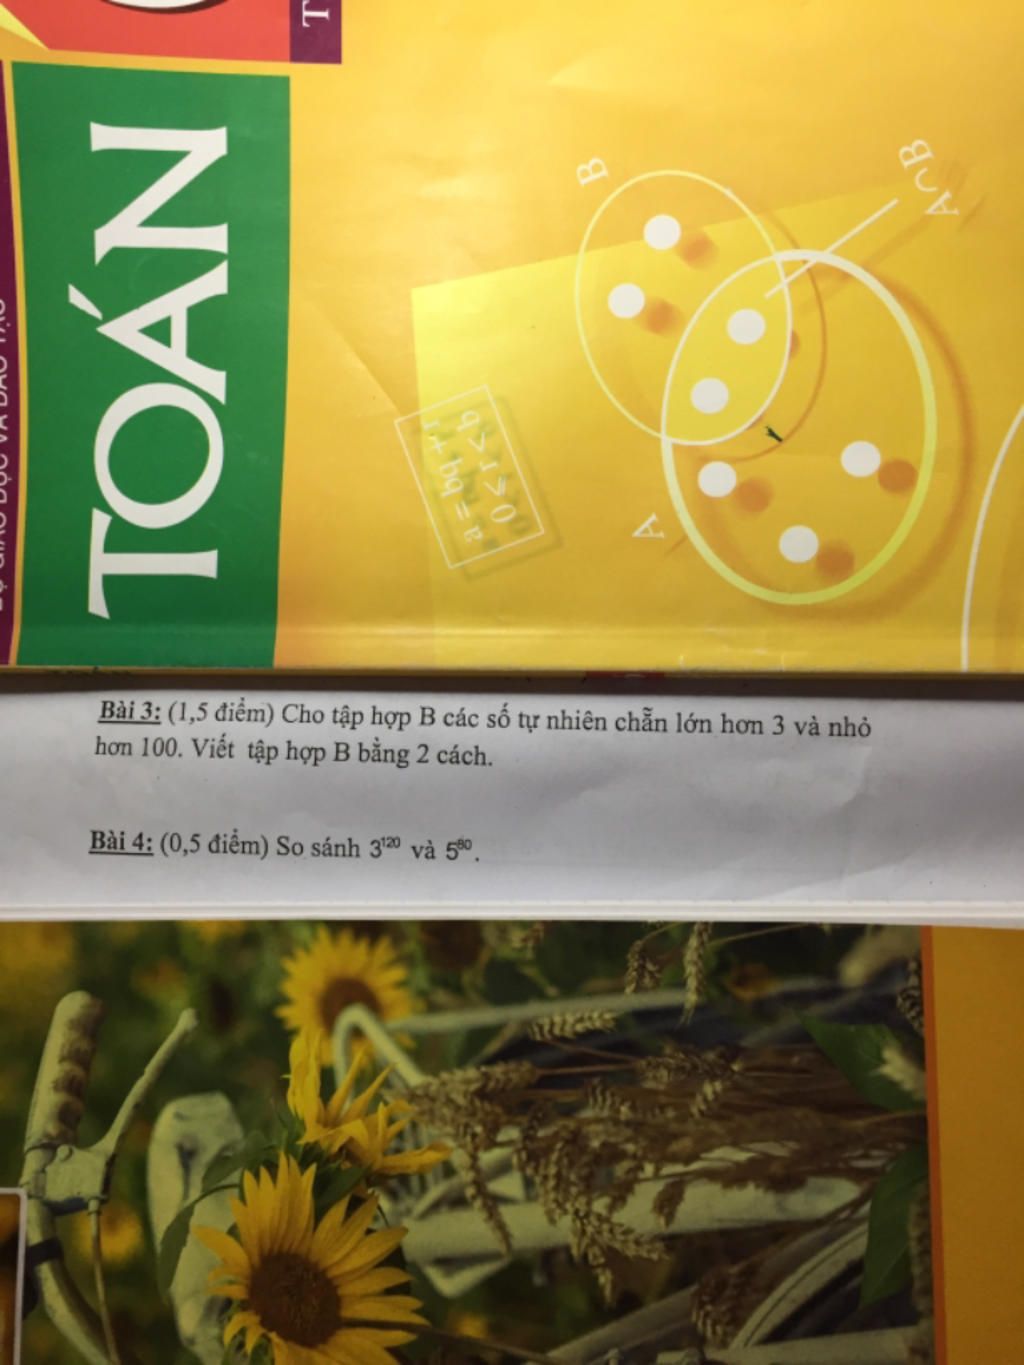 T
TOÁN
B
A∩B
A
a = bq + r
0 ≤ r < b
Bài 3: (1,5 điểm) Cho tập hợp B các số tự nhiên chẵn lớn hơn 3 và nhỏ
hơn 100. Viết tập hợp B bằng 2 cách.
Bài 4: (0,5 điểm) So sánh 3¹²⁰ và 5⁸⁰.